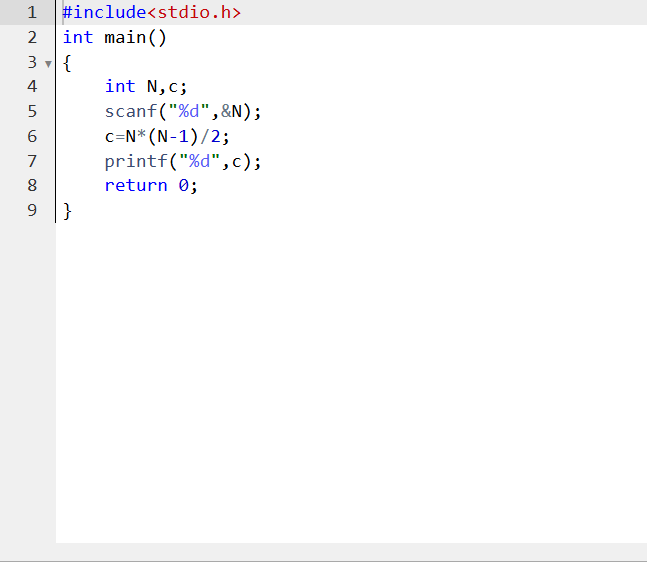 1 #include<stdio.h>
2 int main()
3 {
4     int N,c;
5     scanf("%d",&N);
6     c=N*(N-1)/2;
7     printf("%d",c);
8     return 0;
9 }